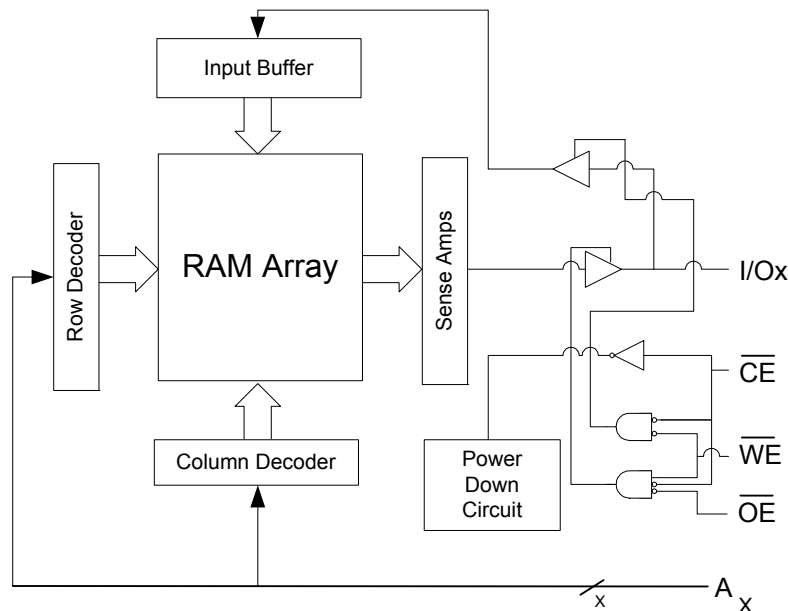 Input Buffer
Row Decoder
RAM Array
Sense Amps
I/Ox
CE
Column Decoder
Power
Down
Circuit
WE
OE
x
A x